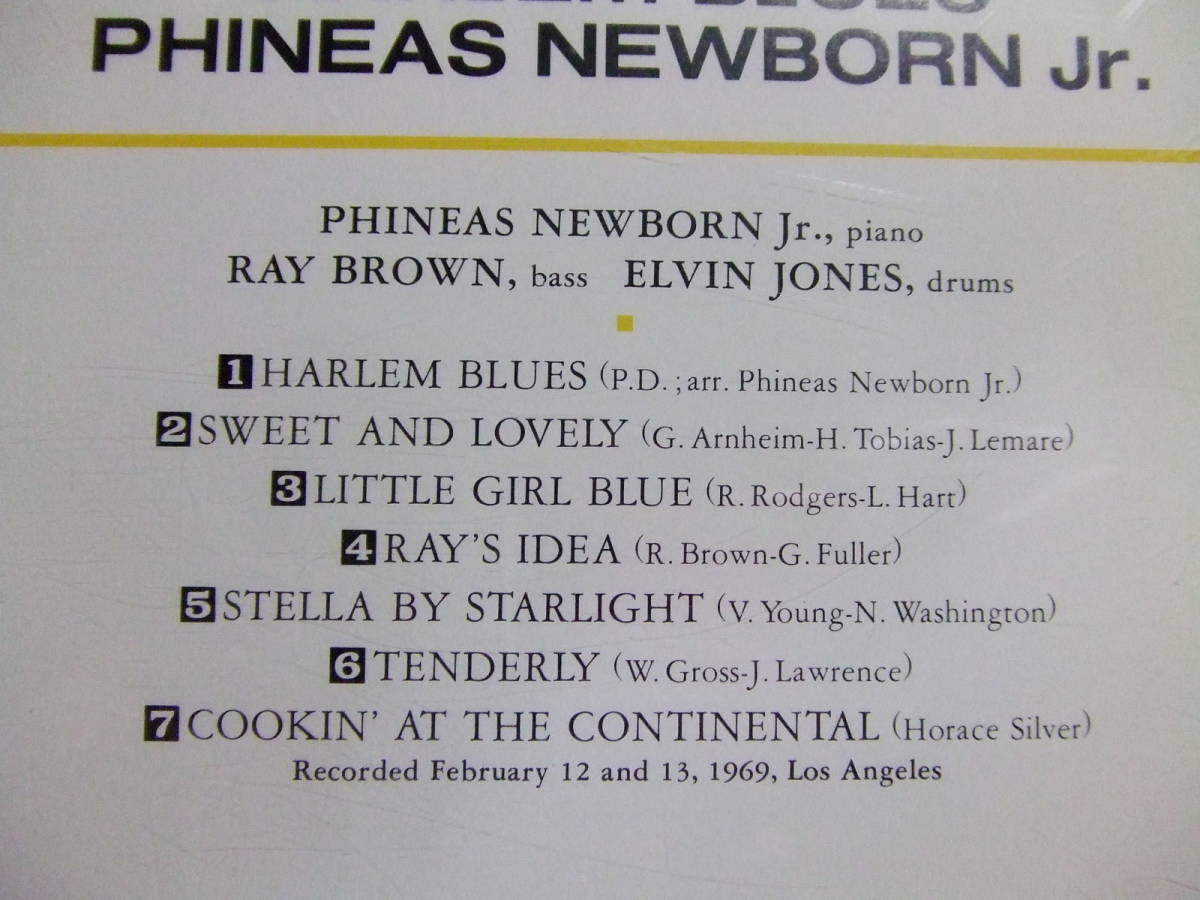 HARLEM BLUES
PHINEAS NEWBORN Jr.
PHINEAS NEWBORN Jr., piano
RAY BROWN, bass ELVIN JONES, drums
1 HARLEM BLUES (P.D.; arr. Phineas Newborn Jr.)
2 SWEET AND LOVELY (G. Arnheim-H. Tobias-J. Lemare)
3 LITTLE GIRL BLUE (R. Rodgers-L. Hart)
4 RAY'S IDEA (R. Brown-G. Fuller)
5 STELLA BY STARLIGHT (V. Young-N. Washington)
6 TENDERLY (W. Gross-J. Lawrence)
7 COOKIN' AT THE CONTINENTAL (Horace Silver)
Recorded February 12 and 13, 1969, Los Angeles